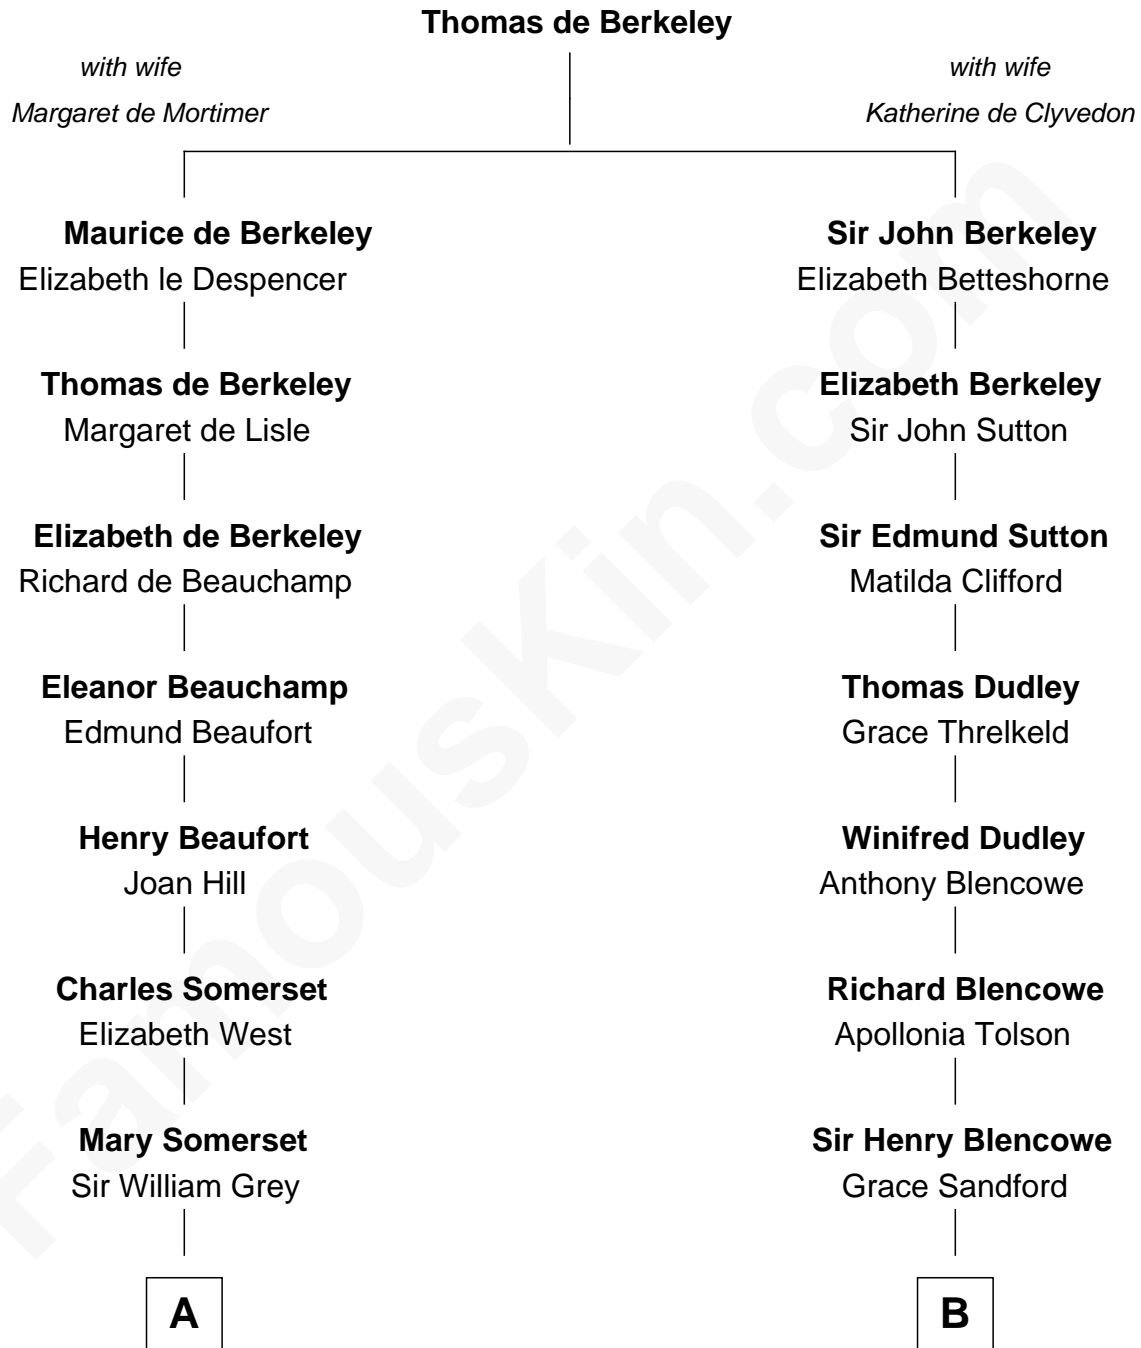 Thomas de Berkeley
with wife
Margaret de Mortimer
with wife
Katherine de Clyvedon
Maurice de Berkeley
Elizabeth le Despencer
Thomas de Berkeley
Margaret de Lisle
Elizabeth de Berkeley
Richard de Beauchamp
Eleanor Beauchamp
Edmund Beaufort
Henry Beaufort
Joan Hill
Charles Somerset
Elizabeth West
Mary Somerset
Sir William Grey
A
Sir John Berkeley
Elizabeth Betteshorne
Elizabeth Berkeley
Sir John Sutton
Sir Edmund Sutton
Matilda Clifford
Thomas Dudley
Grace Threlkeld
Winifred Dudley
Anthony Blencowe
Richard Blencowe
Apollonia Tolson
Sir Henry Blencowe
Grace Sandford
B
FamousKin.com